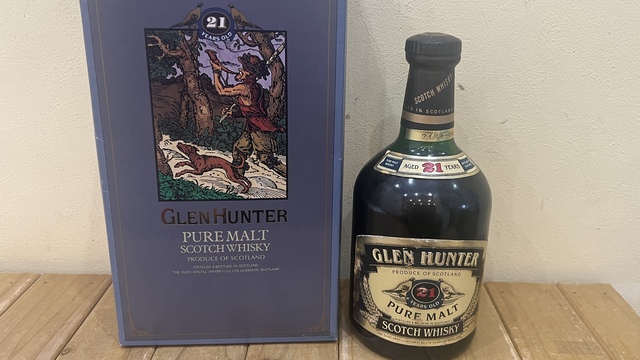 21
YEARS OLD
GLEN HUNTER
PURE MALT
SCOTCH WHISKY
PRODUCE OF SCOTLAND
SCOTCH WHISKY
AGED 21 YEARS
GLEN HUNTER
PRODUCE OF SCOTLAND
21
YEARS OLD
PURE MALT
SCOTCH WHISKY